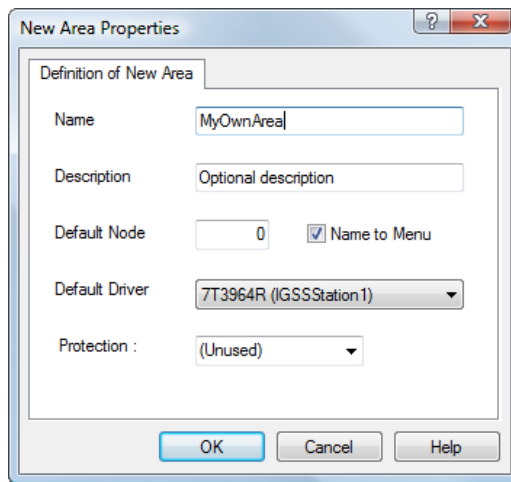 New Area Properties
Definition of New Area
Name MyOwnArea
Description Optional description
Default Node 0 Name to Menu
Default Driver 7T3964R (IGSSStation1)
Protection : (Unused)
OK Cancel Help